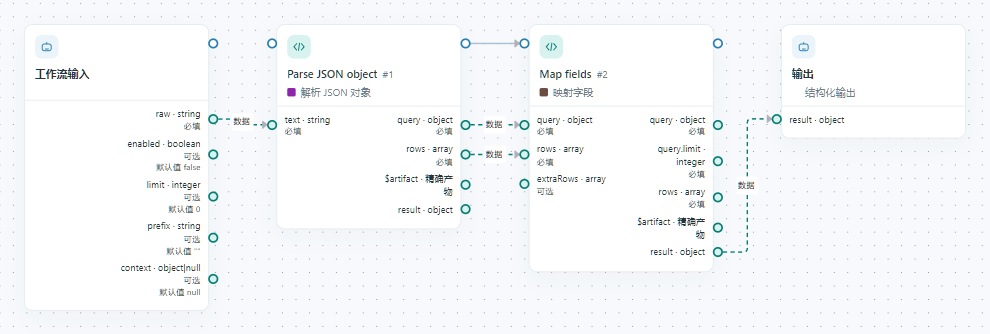 工作流输入
raw · string
必填
enabled · boolean
可选
默认值 false
limit · integer
可选
默认值 0
prefix · string
可选
默认值 ""
context · object|null
可选
默认值 null
数据
Parse JSON object #1
解析 JSON 对象
text · string
必填
query · object
必填
rows · array
必填
$artifact · 精确产
物
result · object
数据
数据
Map fields #2
映射字段
query · object
必填
rows · array
必填
extraRows · array
可选
query · object
必填
query.limit ·
integer
必填
rows · array
必填
$artifact · 精确产
物
result · object
数据
输出
结构化输出
result · object